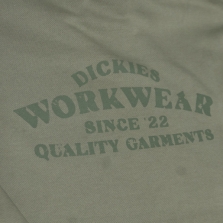 DICKIES
WORKWEAR
SINCE '22
QUALITY GARMENTS